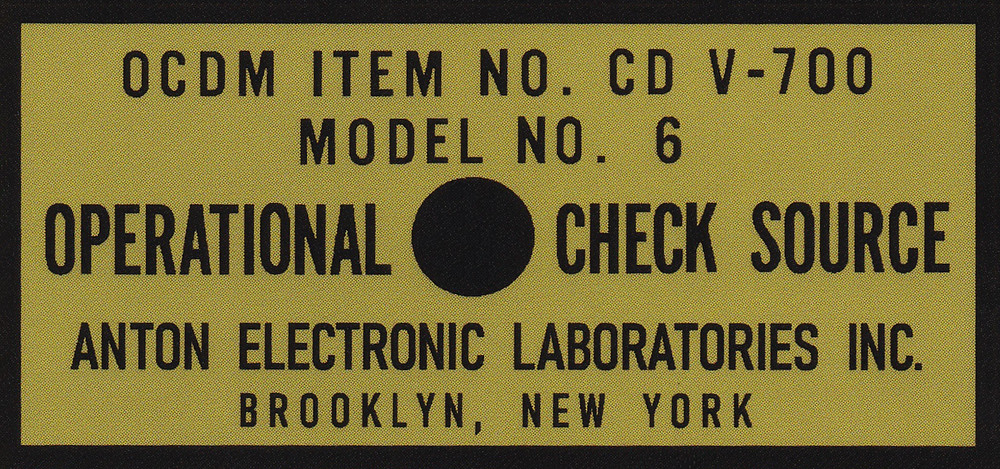 OCDM ITEM NO. CD V-700
MODEL NO. 6
OPERATIONAL CHECK SOURCE
ANTON ELECTRONIC LABORATORIES INC.
BROOKLYN, NEW YORK